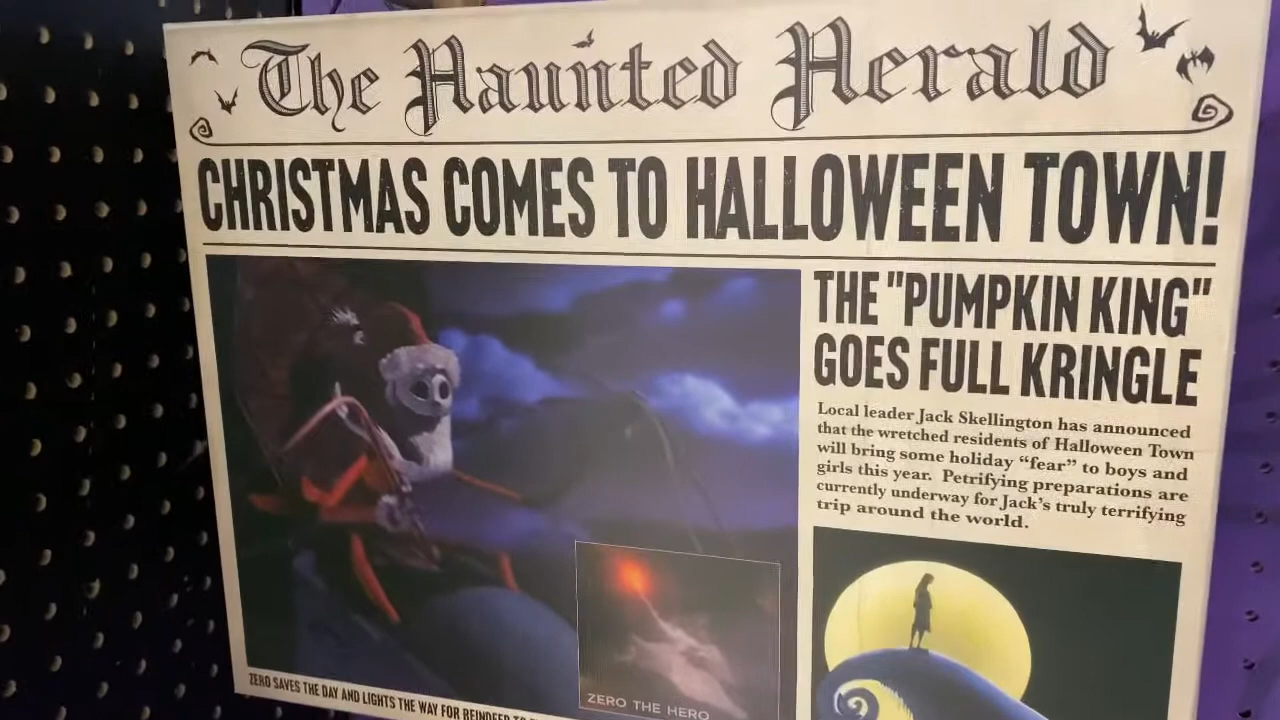 The Haunted Herald
CHRISTMAS COMES TO HALLOWEEN TOWN!
THE "PUMPKIN KING"
GOES FULL KRINGLE
Local leader Jack Skellington has announced
that the wretched residents of Halloween Town
will bring some holiday “fear” to boys and
girls this year. Petrifying preparations are
currently underway for Jack’s truly terrifying
trip around the world.
ZERO THE HERO
ZERO SAVES THE DAY AND LIGHTS THE WAY FOR REINDEER